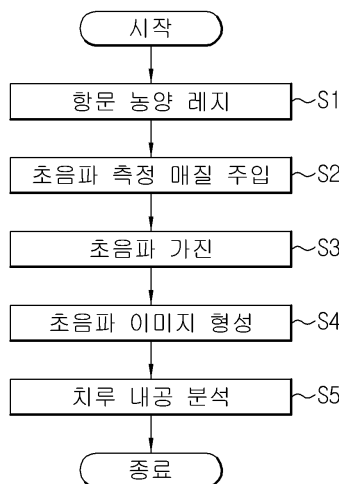 시작
항문 농양 레지 S1
초음파 측정 매질 주입 S2
초음파 가진 S3
초음파 이미지 형성 S4
치루 내공 분석 S5
종료